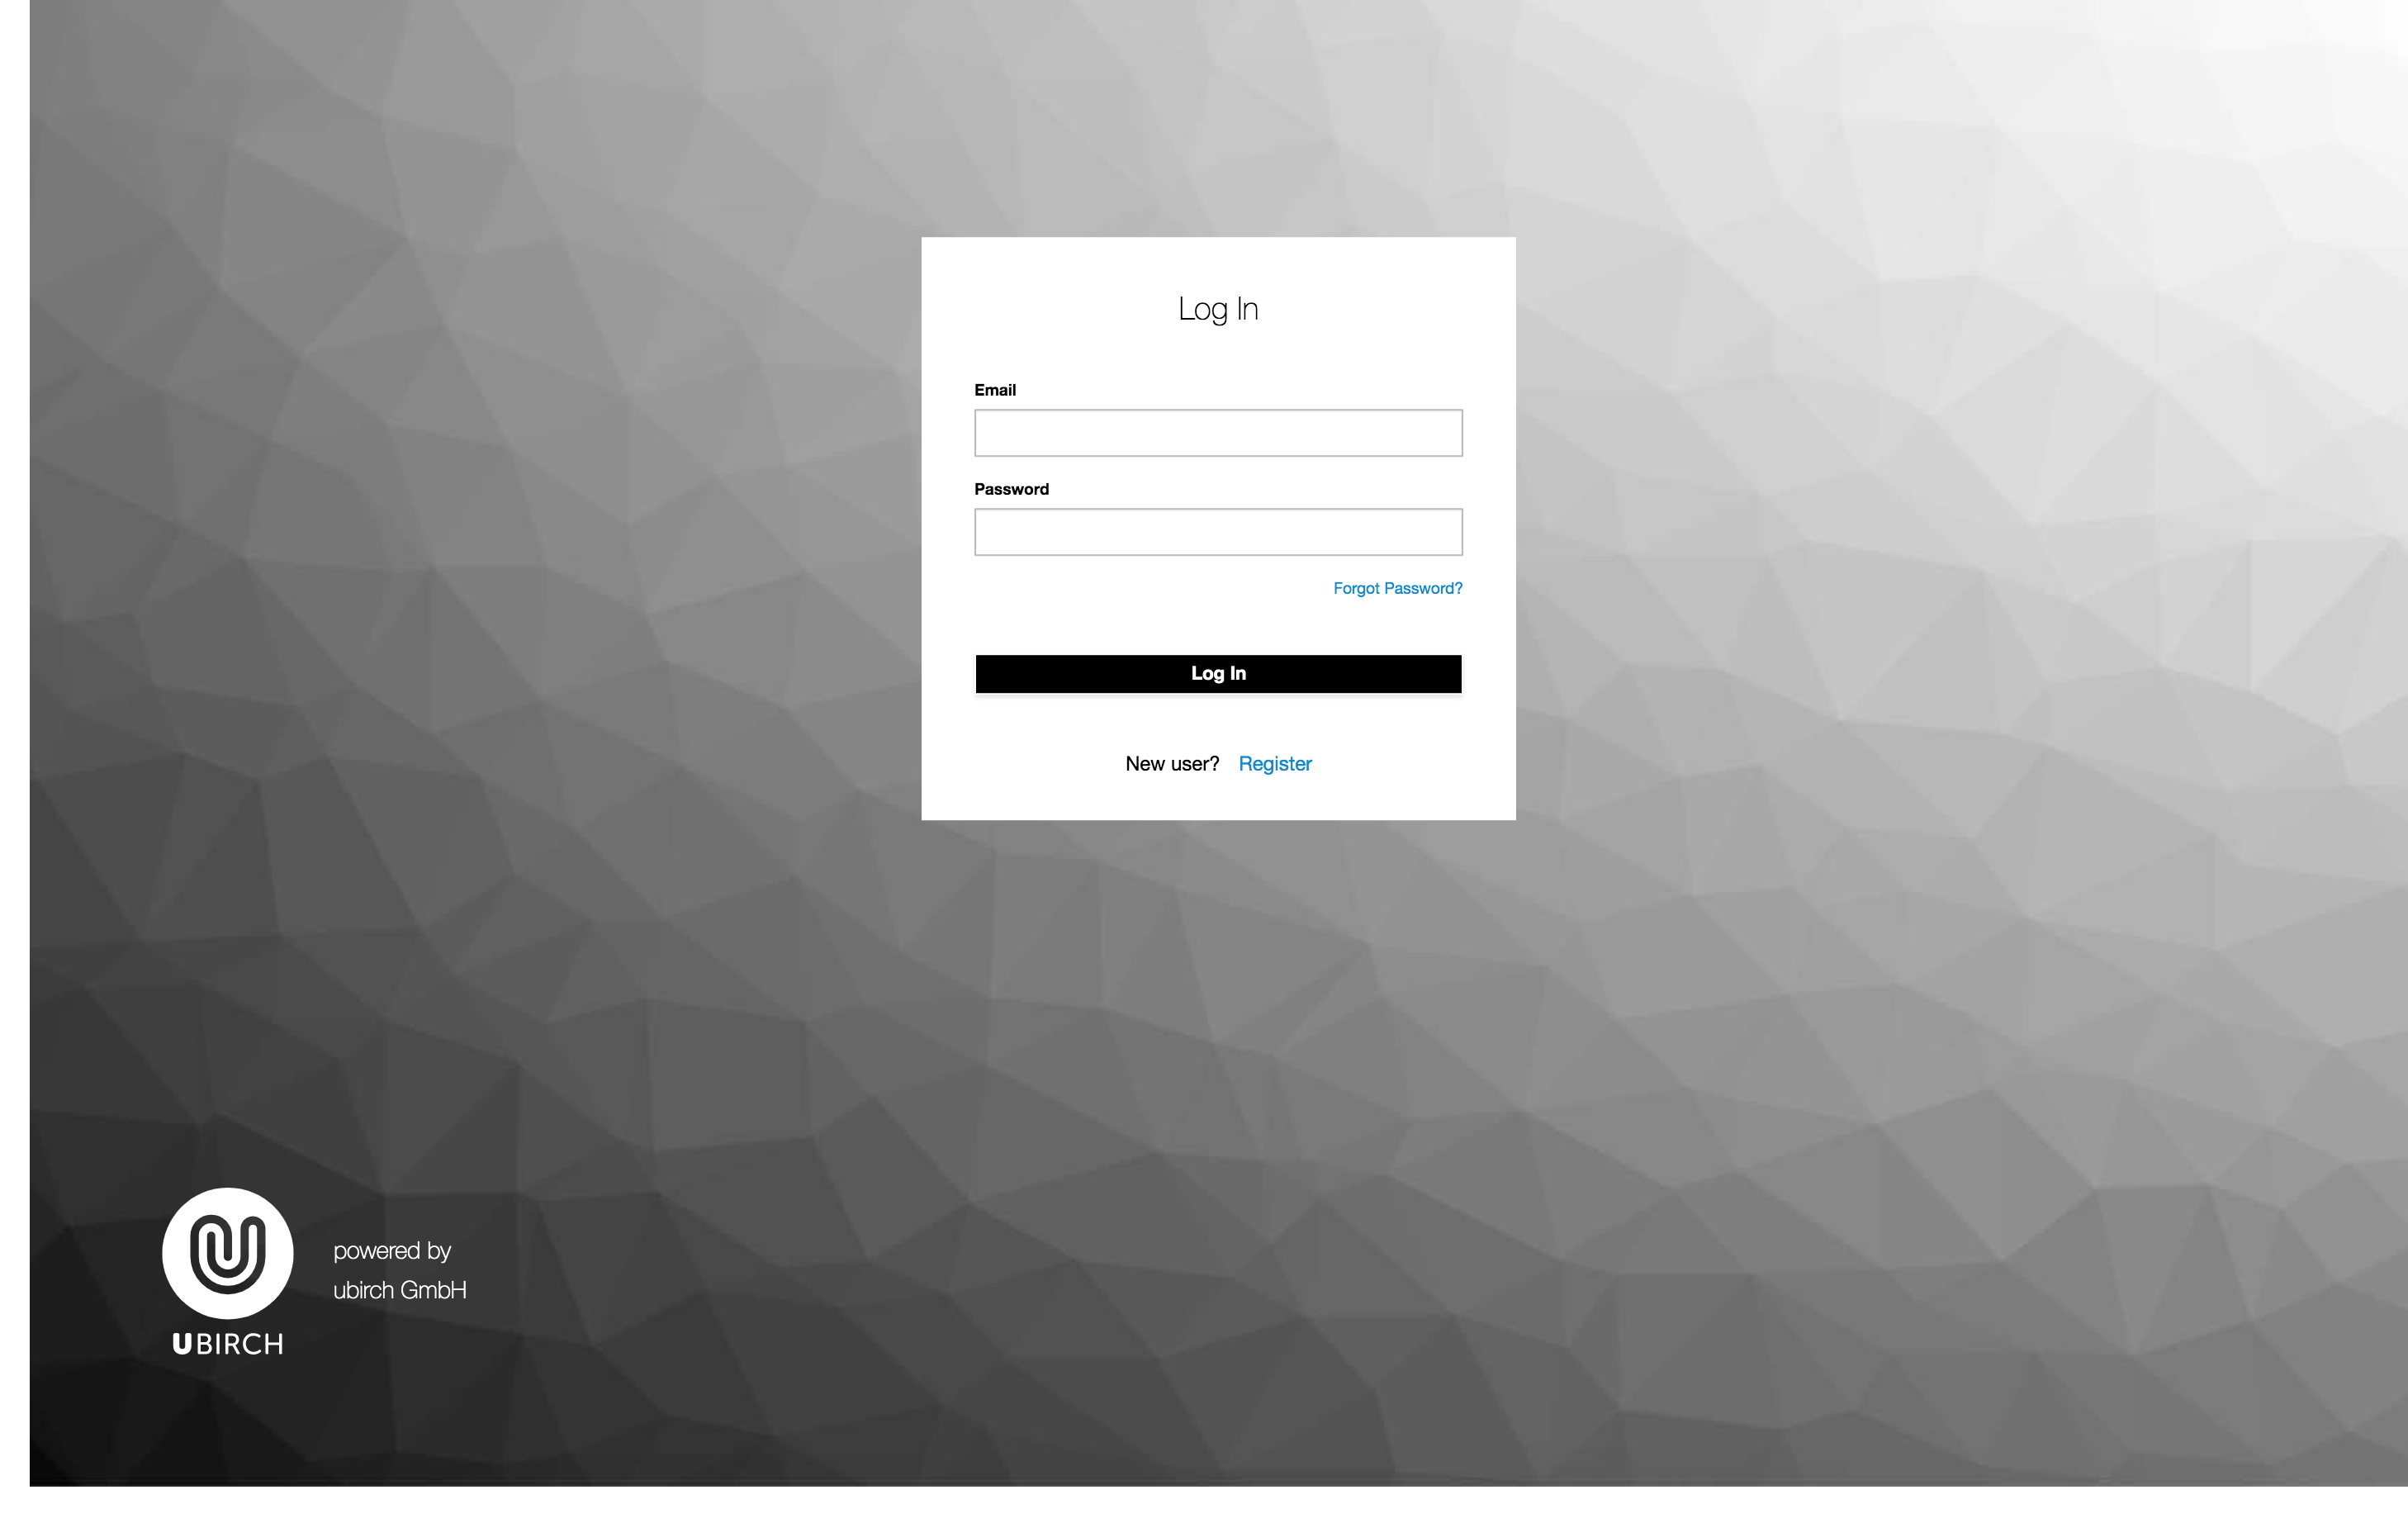 Log In
Email
Password
Forgot Password?
Log In
New user? Register
powered by
ubirch GmbH
UBIRCH